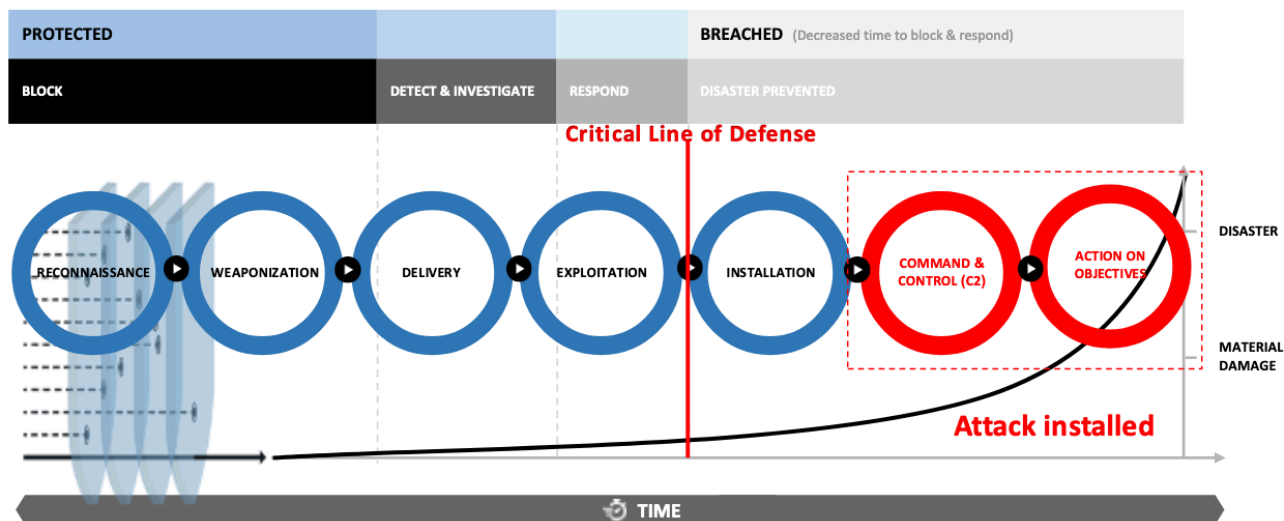 PROTECTED
BREACHED (Decreased time to block & respond)
BLOCK
DETECT & INVESTIGATE
RESPOND
DISASTER PREVENTED
Critical Line of Defense
RECONNAISSANCE
WEAPONIZATION
DELIVERY
EXPLOITATION
INSTALLATION
COMMAND &
CONTROL (C2)
ACTION ON
OBJECTIVES
DISASTER
MATERIAL
DAMAGE
Attack installed
TIME